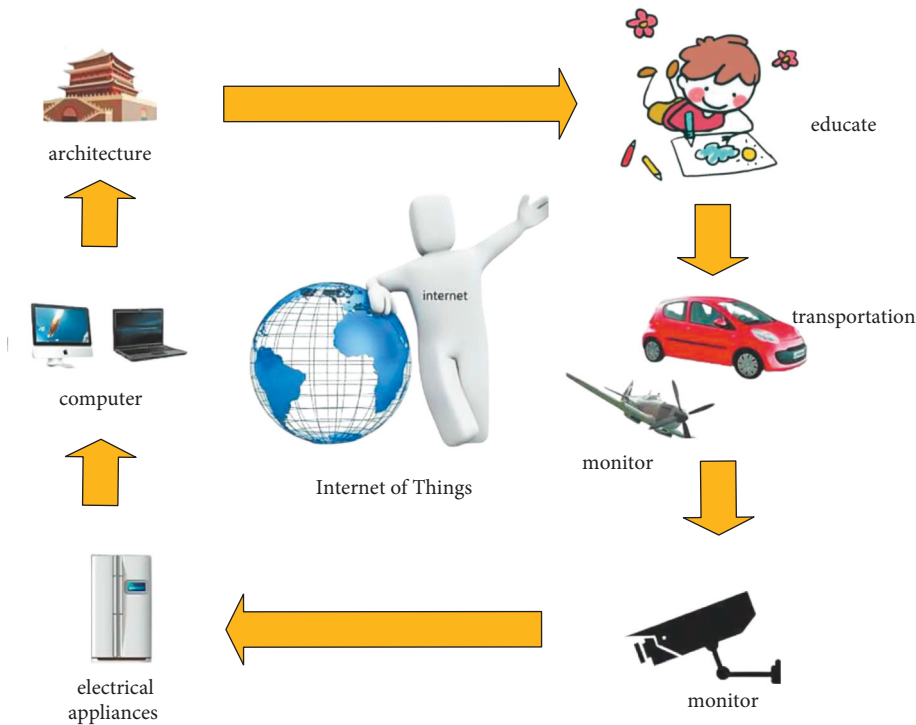 architecture
educate
internet
transportation
computer
monitor
Internet of Things
electrical
appliances
monitor